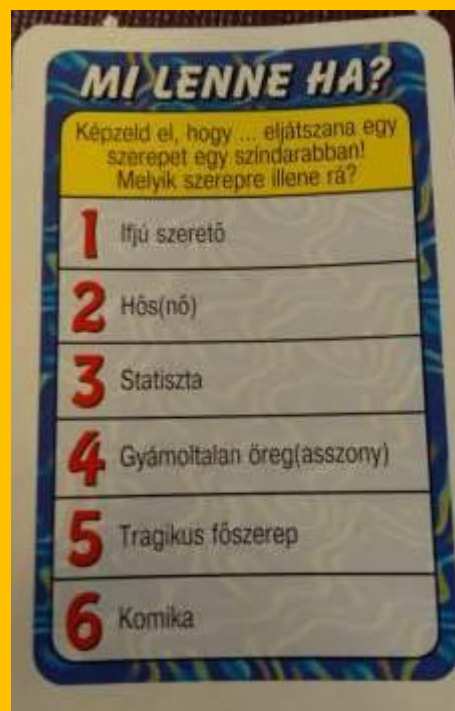 MI LENNE HA?
Képzeld el, hogy ... eljátszana egy
szerepet egy színdarabban!
Melyik szerepre illene rá?
1 Ifjú szerető
2 Hős(nő)
3 Statiszta
4 Gyámoltalan öreg(asszony)
5 Tragikus főszerep
6 Komika